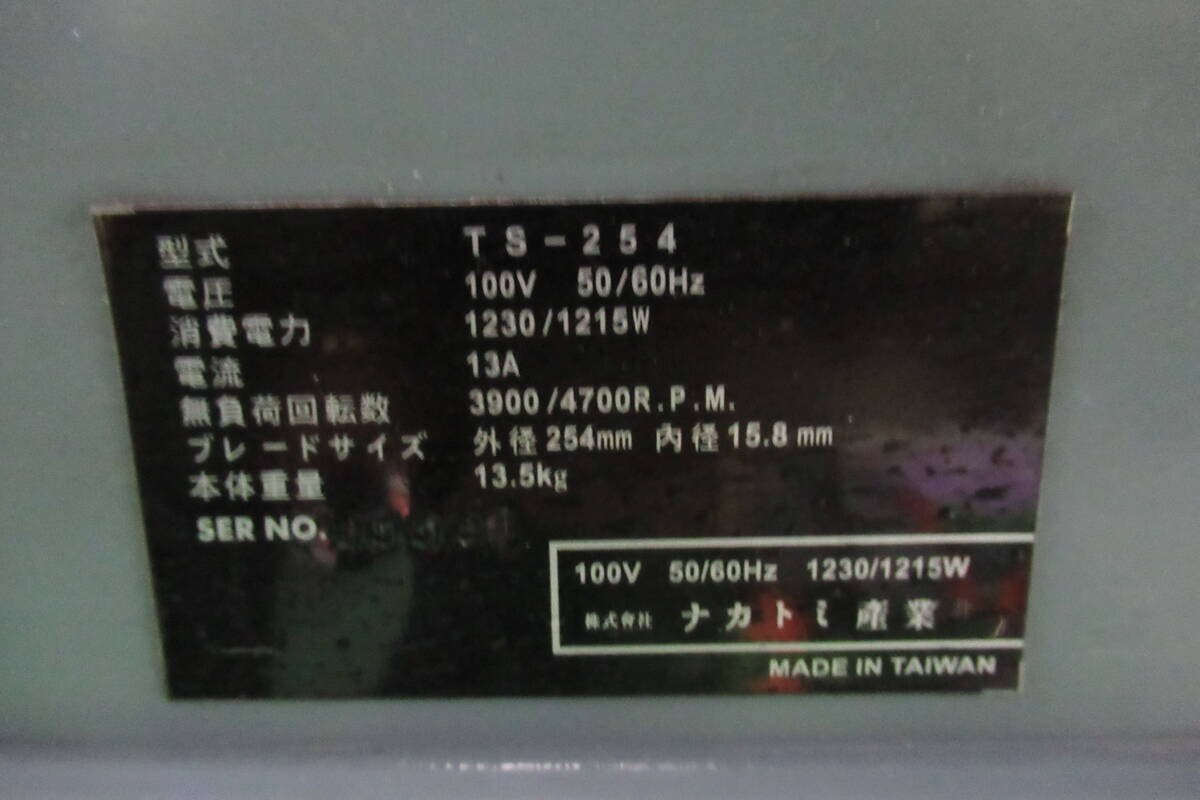 型式 TS-254
電圧 100V 50/60Hz
消費電力 1230/1215W
電流 13A
無負荷回転数 3900/4700R.P.M.
ブレードサイズ 外径254mm 内径15.8mm
本体重量 13.5kg
SER NO.
100V 50/60Hz 1230/1215W
株式会社 ナカトミ産業
MADE IN TAIWAN